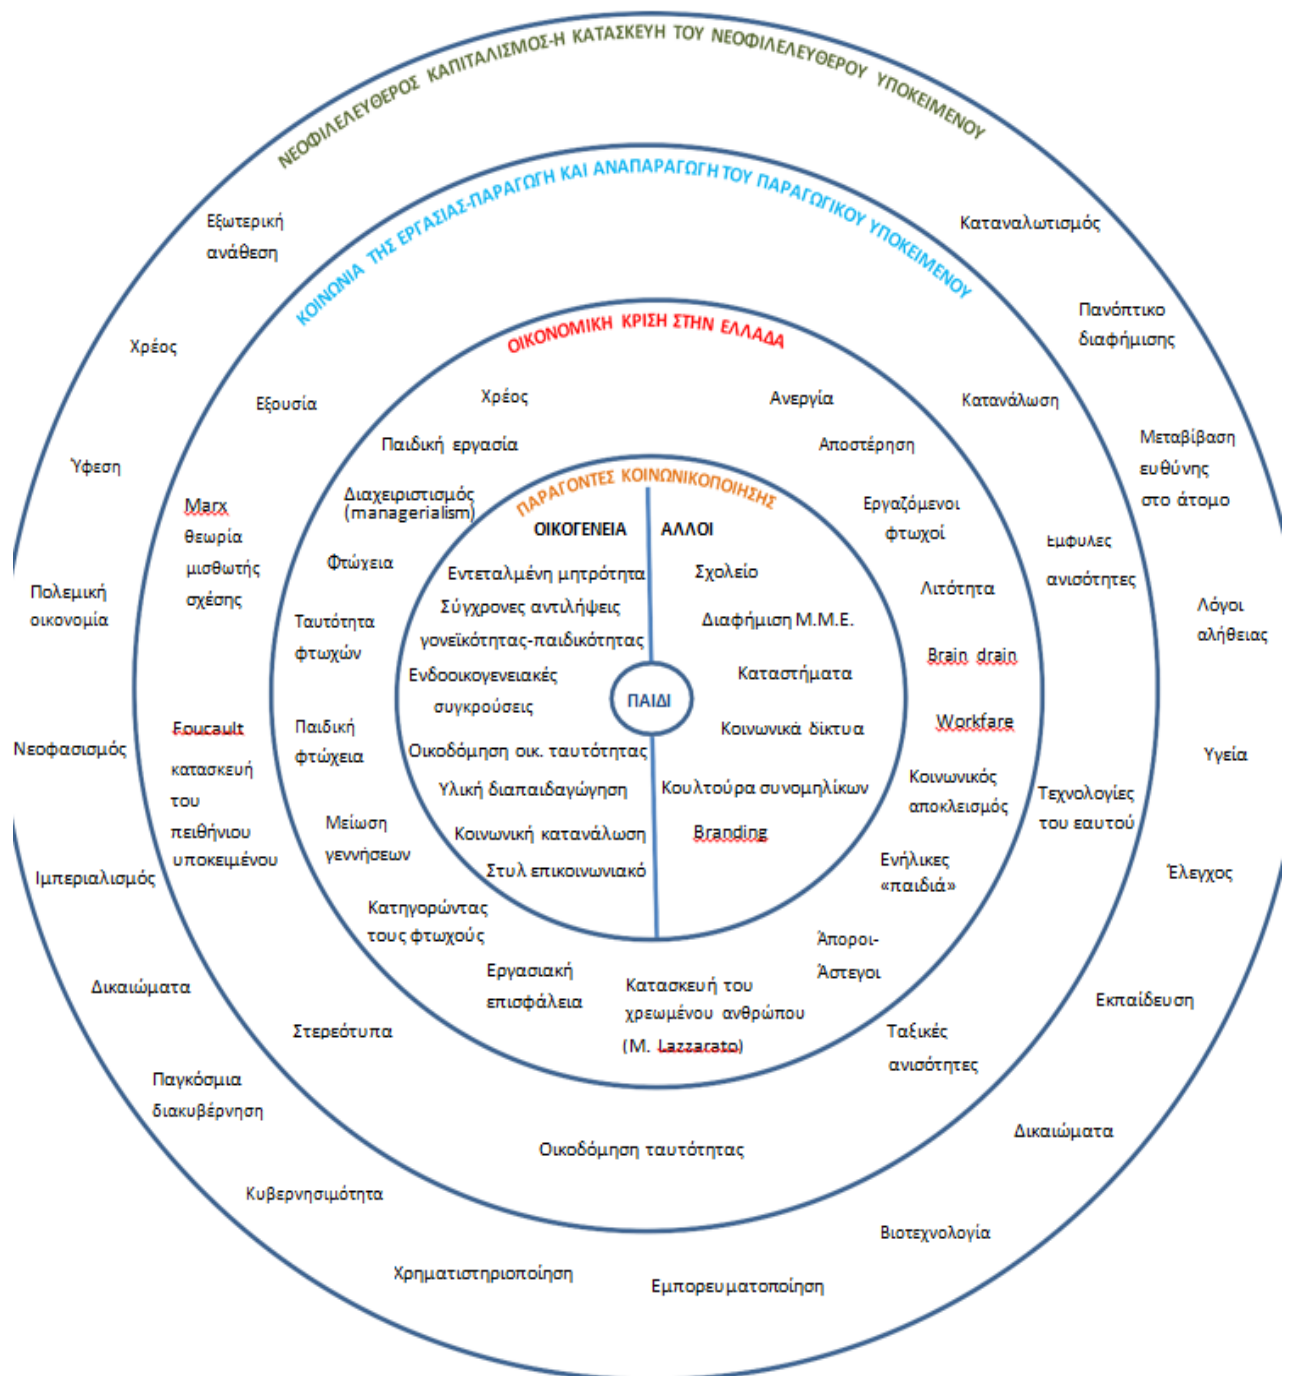 ΝΕΟΦΙΛΕΛΕΥΘΕΡΟΣ ΚΑΠΙΤΑΛΙΣΜΟΣ-Η ΚΑΤΑΣΚΕΥΗ ΤΟΥ ΝΕΟΦΙΛΕΛΕΥΘΕΡΟΥ ΥΠΟΚΕΙΜΕΝΟΥ
Εξωτερική
ανάθεση
Χρέος
Ύφεση
Πολεμική
οικονομία
Νεοφασισμός
Ιμπεριαλισμός
Δικαιώματα
Παγκόσμια
διακυβέρνηση
Κυβερνησιμότητα
Χρηματιστηριοποίηση
Εμπορευματοποίηση
Βιοτεχνολογία
Δικαιώματα
Εκπαίδευση
Έλεγχος
Υγεία
Λόγοι
αλήθειας
Μεταβίβαση
ευθύνης
στο άτομο
Πανόπτικο
διαφήμισης
Καταναλωτισμός
ΚΟΙΝΩΝΙΑ ΤΗΣ ΕΡΓΑΣΙΑΣ-ΠΑΡΑΓΩΓΗ ΚΑΙ ΑΝΑΠΑΡΑΓΩΓΗ ΤΟΥ ΠΑΡΑΓΩΓΙΚΟΥ ΥΠΟΚΕΙΜΕΝΟΥ
Εξουσία
Marx
θεωρία
μισθωτής
σχέσης
Foucault
κατασκευή
του
πειθήνιου
υποκειμένου
Στερεότυπα
Οικοδόμηση ταυτότητας
Ταξικές
ανισότητες
Τεχνολογίες
του εαυτού
Εμφυλες
ανισότητες
Κατανάλωση
ΟΙΚΟΝΟΜΙΚΗ ΚΡΙΣΗ ΣΤΗΝ ΕΛΛΑΔΑ
Χρέος
Παιδική εργασία
Διαχειριστισμός
(managerialism)
Φτώχεια
Ταυτότητα
φτωχών
Παιδική
φτώχεια
Μείωση
γεννήσεων
Κατηγορώντας
τους φτωχούς
Εργασιακή
επισφάλεια
Κατασκευή του
χρεωμένου ανθρώπου
(M. Lazzarato)
Άποροι-
Άστεγοι
Ενήλικες
«παιδιά»
Κοινωνικός
αποκλεισμός
Workfare
Brain drain
Λιτότητα
Εργαζόμενοι
φτωχοί
Αποστέρηση
Ανεργία
ΠΑΡΑΓΟΝΤΕΣ ΚΟΙΝΩΝΙΚΟΠΟΙΗΣΗΣ
ΟΙΚΟΓΕΝΕΙΑ
Εντεταλμένη μητρότητα
Σύγχρονες αντιλήψεις
γονεϊκότητας-παιδικότητας
Ενδοοικογενειακές
συγκρούσεις
Οικοδόμηση οικ. ταυτότητας
Υλική διαπαιδαγώγηση
Κοινωνική κατανάλωση
Στυλ επικοινωνιακό
ΑΛΛΟΙ
Σχολείο
Διαφήμιση Μ.Μ.Ε.
Καταστήματα
Κοινωνικά δίκτυα
Κουλτούρα συνομηλίκων
Branding
ΠΑΙΔΙ